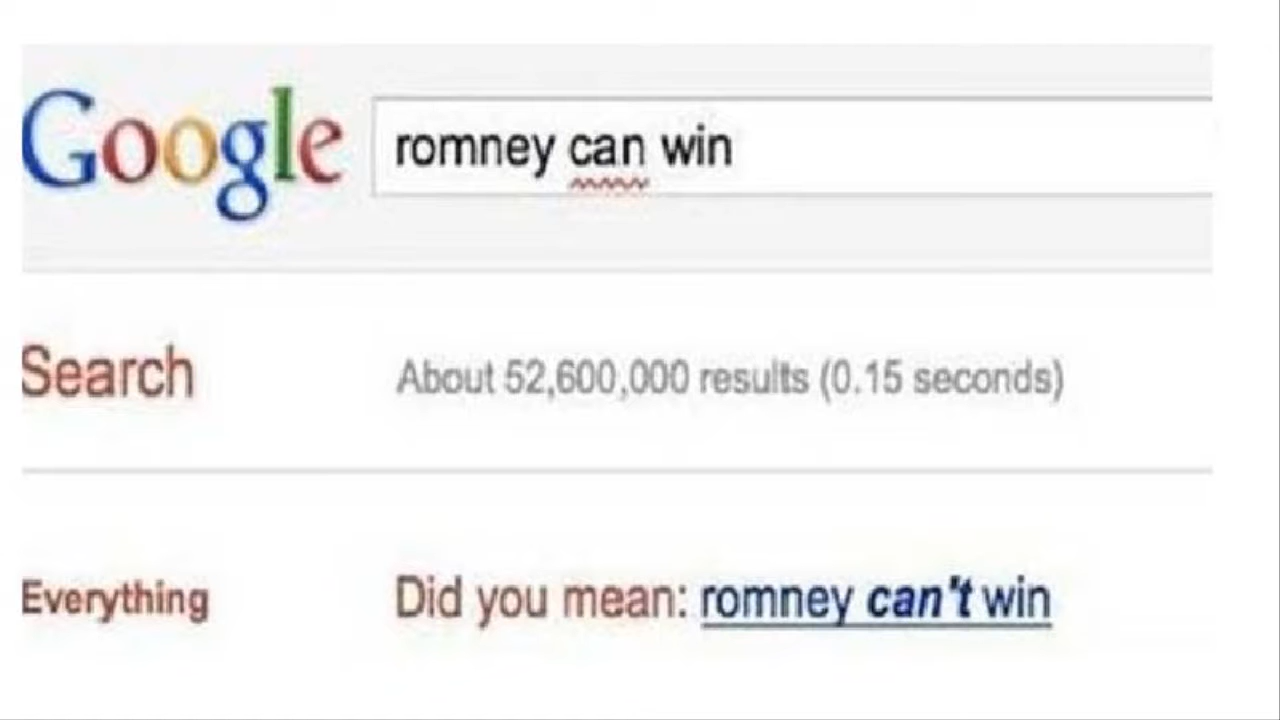 Google romney can win
Search About 52,600,000 results (0.15 seconds)
Everything Did you mean: romney can't win